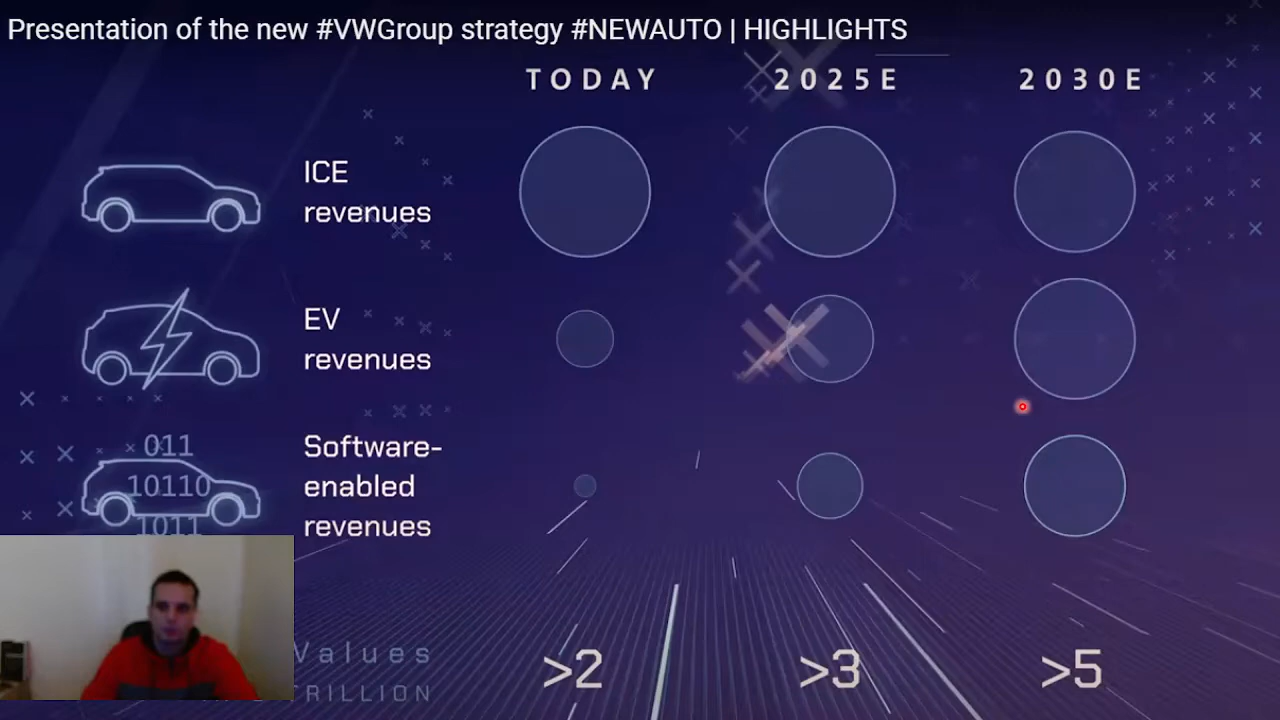 Presentation of the new #VWGroup strategy #NEWAUTO | HIGHLIGHTS
TODAY 2025E 2030E
ICE
revenues
EV
revenues
011
10110
1011
Software-
enabled
revenues
Values >2 >3 >5
TRILLION